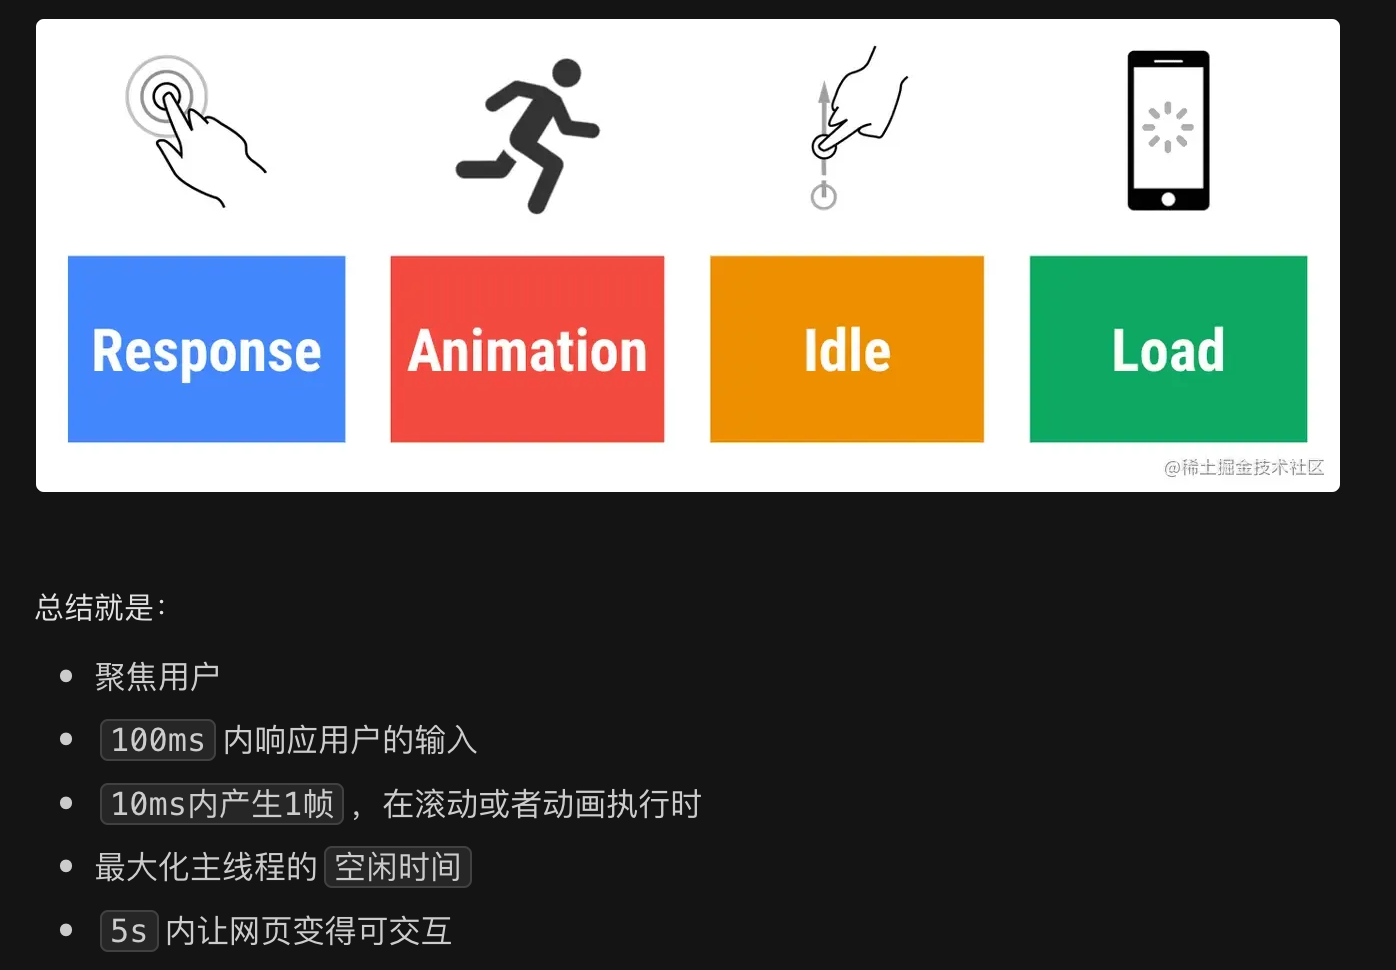 Response
Animation
Idle
Load
@稀土掘金技术社区
总结就是：
聚焦用户
100ms 内响应用户的输入
10ms内产生1帧 ，在滚动或者动画执行时
最大化主线程的 空闲时间
5s 内让网页变得可交互